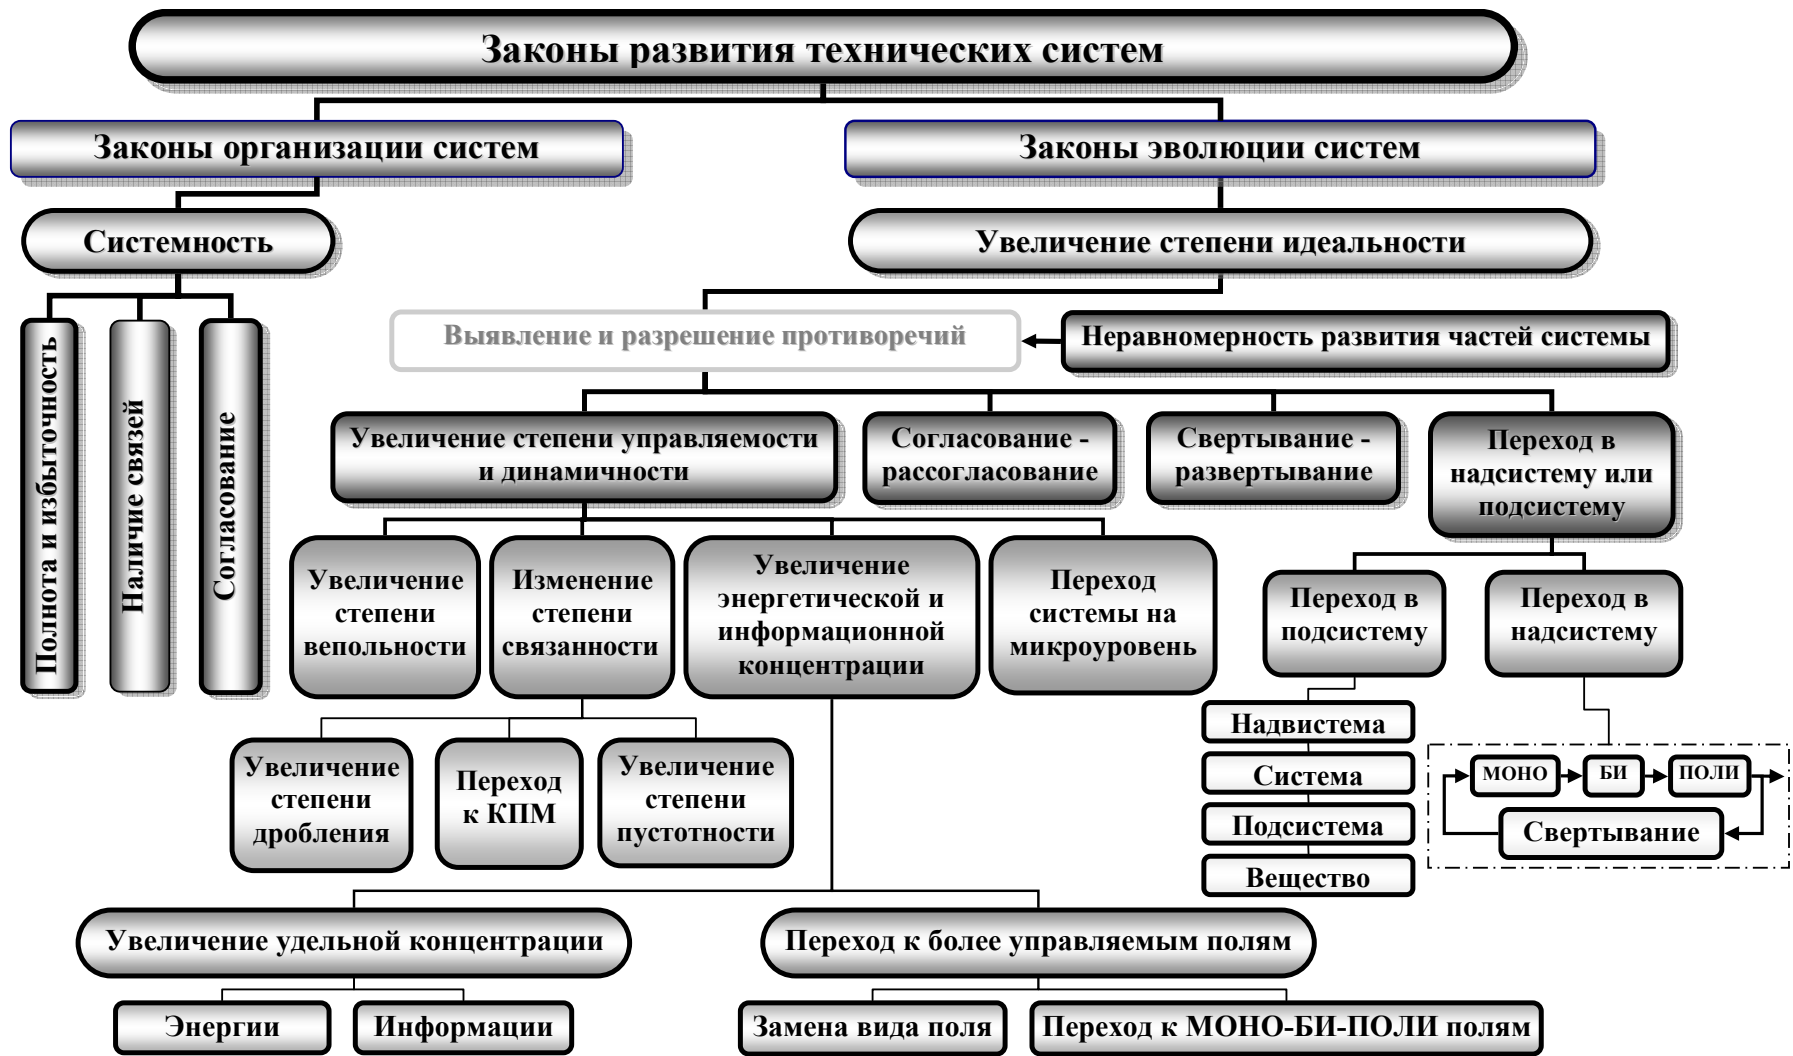 Законы развития технических систем
Законы организации систем
Законы эволюции систем
Системность
Увеличение степени идеальности
Полнота и избыточность
Наличие связей
Согласование
Выявление и разрешение противоречий
Неравномерность развития частей системы
Увеличение степени управляемости
и динамичности
Согласование -
рассогласование
Свертывание -
развертывание
Переход в
надсистему или
подсистему
Увеличение
степени
вепольности
Изменение
степени
связанности
Увеличение
энергетической и
информационной
концентрации
Переход
системы на
микроуровень
Переход в
подсистему
Переход в
надсистему
Увеличение
степени
дробления
Переход
к КПМ
Увеличение
степени
пустотности
Надвистема
Система
Подсистема
Вещество
МОНО
БИ
ПОЛИ
Свертывание
Увеличение удельной концентрации
Переход к более управляемым полям
Энергии
Информации
Замена вида поля
Переход к МОНО-БИ-ПОЛИ полям